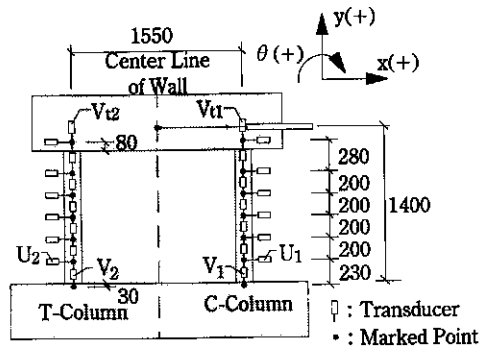 1550
y(+)
θ(+)
Center Line
of Wall
x(+)
Vt2
Vt1
80
280
200
200
1400
200
200
U2
V2
V1
U1
230
30
T-Column
C-Column
: Transducer
: Marked Point